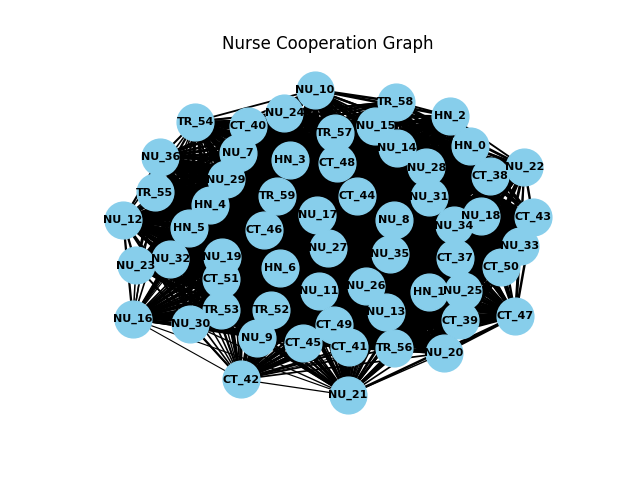 Nurse Cooperation Graph
NU_10
TR_58
NU_24
HN_2
TR_54
CT_40
NU_15
TR_57
HN_0
NU_14
NU_7
NU_36
HN_3
CT_48
NU_28
NU_22
CT_38
NU_29
TR_55
TR_59
CT_44
NU_31
HN_4
NU_12
NU_17
NU_8
NU_18
CT_43
NU_34
HN_5
CT_46
NU_33
NU_27
NU_35
NU_19
CT_37
NU_32
NU_23
HN_6
CT_50
CT_51
NU_26
NU_11
HN_1
NU_25
TR_53
TR_52
NU_13
NU_16
NU_30
CT_49
CT_39
CT_47
NU_9
CT_45
CT_41
TR_56
NU_20
CT_42
NU_21